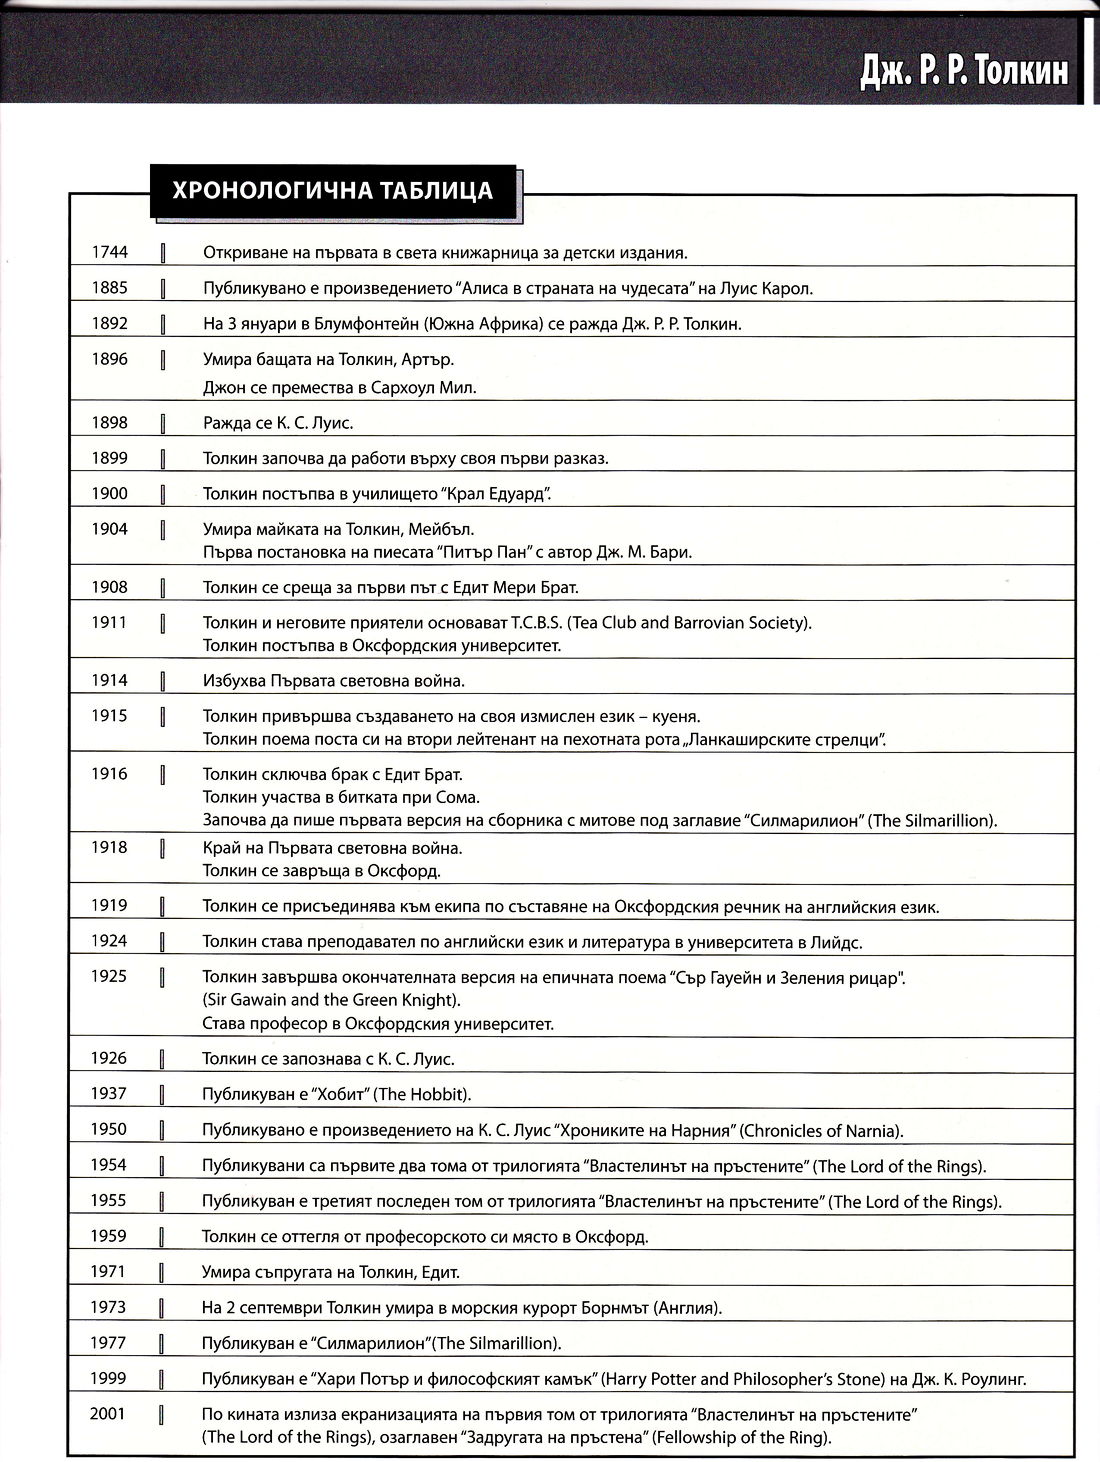 Дж. Р. Р. Толкин
ХРОНОЛОГИЧНА ТАБЛИЦА
1744 Откриване на първата в света книжарница за детски издания.
1885 Публикувано е произведението “Алиса в страната на чудесата” на Луис Карол.
1892 На 3 януари в Блумфонтейн (Южна Африка) се ражда Дж. Р. Р. Толкин.
1896 Умира бащата на Толкин, Артър.
Джон се премества в Сархоул Мил.
1898 Ражда се К. С. Луис.
1899 Толкин започва да работи върху своя първи разказ.
1900 Толкин постъпва в училището “Крал Едуард”.
1904 Умира майката на Толкин, Мейбъл.
Първа постановка на пиесата “Питър Пан” с автор Дж. М. Бари.
1908 Толкин се среща за първи път с Едит Мери Брат.
1911 Толкин и неговите приятели основават T.C.B.S. (Tea Club and Barrovian Society).
Толкин постъпва в Оксфордския университет.
1914 Избухва Първата световна война.
1915 Толкин привършва създаването на своя измислен език – куеня.
Толкин поема поста си на втори лейтенант на пехотната рота „Ланкаширските стрелци”.
1916 Толкин сключва брак с Едит Брат.
Толкин участва в битката при Сома.
Започва да пише първата версия на сборника с митове под заглавие “Силмарилион” (The Silmarillion).
1918 Край на Първата световна война.
Толкин се завръща в Оксфорд.
1919 Толкин се присъединява към екипа по съставяне на Оксфордския речник на английския език.
1924 Толкин става преподавател по английски език и литература в университета в Лийдс.
1925 Толкин завършва окончателната версия на епичната поема “Сър Гауейн и Зеления рицар".
(Sir Gawain and the Green Knight).
Става професор в Оксфордския университет.
1926 Толкин се запознава с К. С. Луис.
1937 Публикуван е “Хобит” (The Hobbit).
1950 Публикувано е произведението на К. С. Луис “Хрониките на Нарния” (Chronicles of Narnia).
1954 Публикувани са първите два тома от трилогията “Властелинът на пръстените” (The Lord of the Rings).
1955 Публикуван е третият последен том от трилогията “Властелинът на пръстените” (The Lord of the Rings).
1959 Толкин се оттегля от професорското си място в Оксфорд.
1971 Умира съпругата на Толкин, Едит.
1973 На 2 септември Толкин умира в морския курорт Борнмът (Англия).
1977 Публикуван е “Силмарилион”(The Silmarillion).
1999 Публикуван е “Хари Потър и философският камък” (Harry Potter and Philosopher's Stone) на Дж. К. Роулинг.
2001 По кината излиза екранизацията на първия том от трилогията “Властелинът на пръстените”
(The Lord of the Rings), озаглавен “Задругата на пръстена” (Fellowship of the Ring).